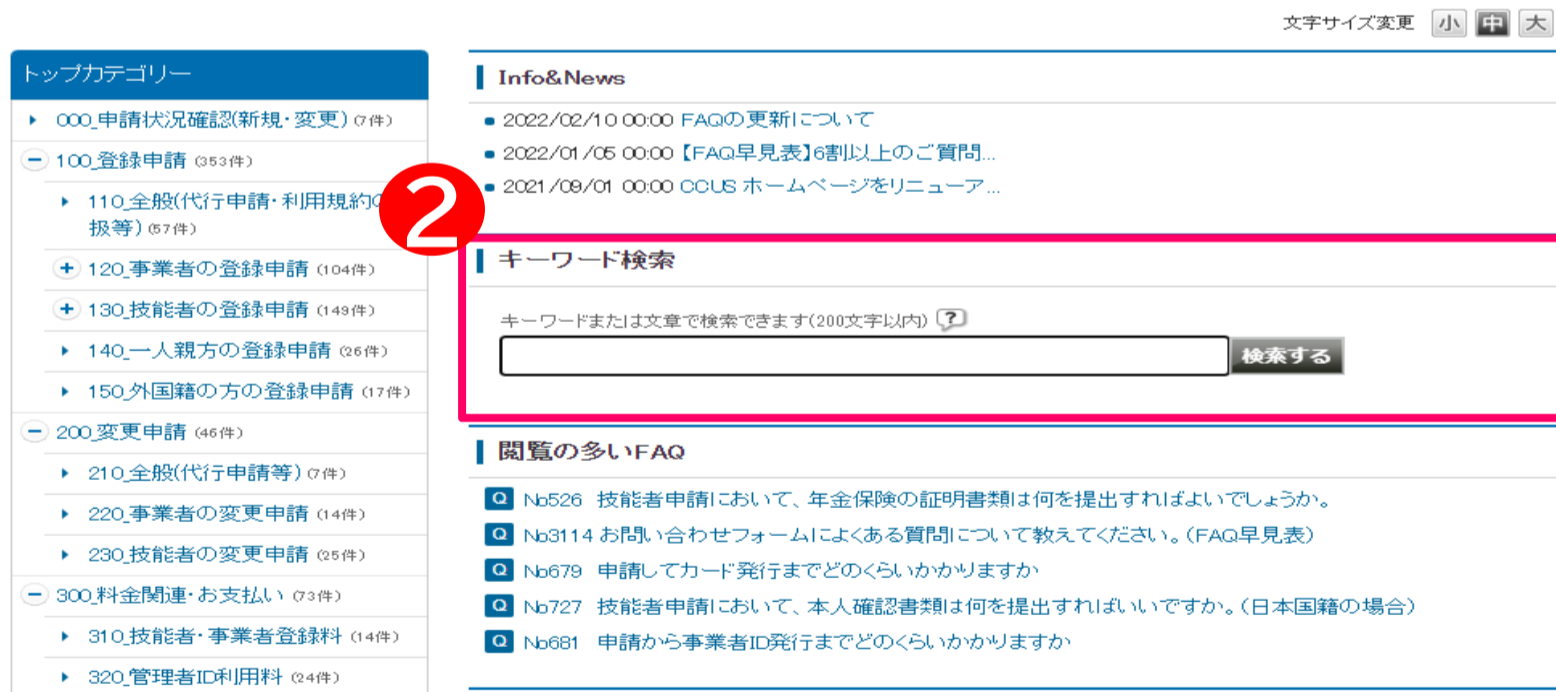 文字サイズ変更 小 中 大
トップカテゴリー
000_申請状況確認(新規・変更) (7件)
100_登録申請 (353件)
110_全般(代行申請・利用規約の
扱等) (57件)
120_事業者の登録申請 (104件)
130_技能者の登録申請 (149件)
140_一人親方の登録申請 (26件)
150_外国籍の方の登録申請 (17件)
200_変更申請 (46件)
210_全般(代行申請等) (7件)
220_事業者の変更申請 (14件)
230_技能者の変更申請 (25件)
300_料金関連・お支払い (73件)
310_技能者・事業者登録料 (14件)
320_管理者ID利用料 (24件)
Info&News
2022/02/10 00:00 FAQの更新について
2022/01/05 00:00 【FAQ早見表】6割以上のご質問...
2021/09/01 00:00 CCUS ホームページをリニューア...
2
キーワード検索
キーワードまたは文章で検索できます(200文字以内) ?
検索する
閲覧の多いFAQ
Q No526 技能者申請において、年金保険の証明書類は何を提出すればよいでしょうか。
Q No3114 お問い合わせフォームによくある質問について教えてください。(FAQ早見表)
Q No679 申請してカード発行までどのくらいかかりますか
Q No727 技能者申請において、本人確認書類は何を提出すればいいですか。(日本国籍の場合)
Q No681 申請から事業者ID発行までどのくらいかかりますか